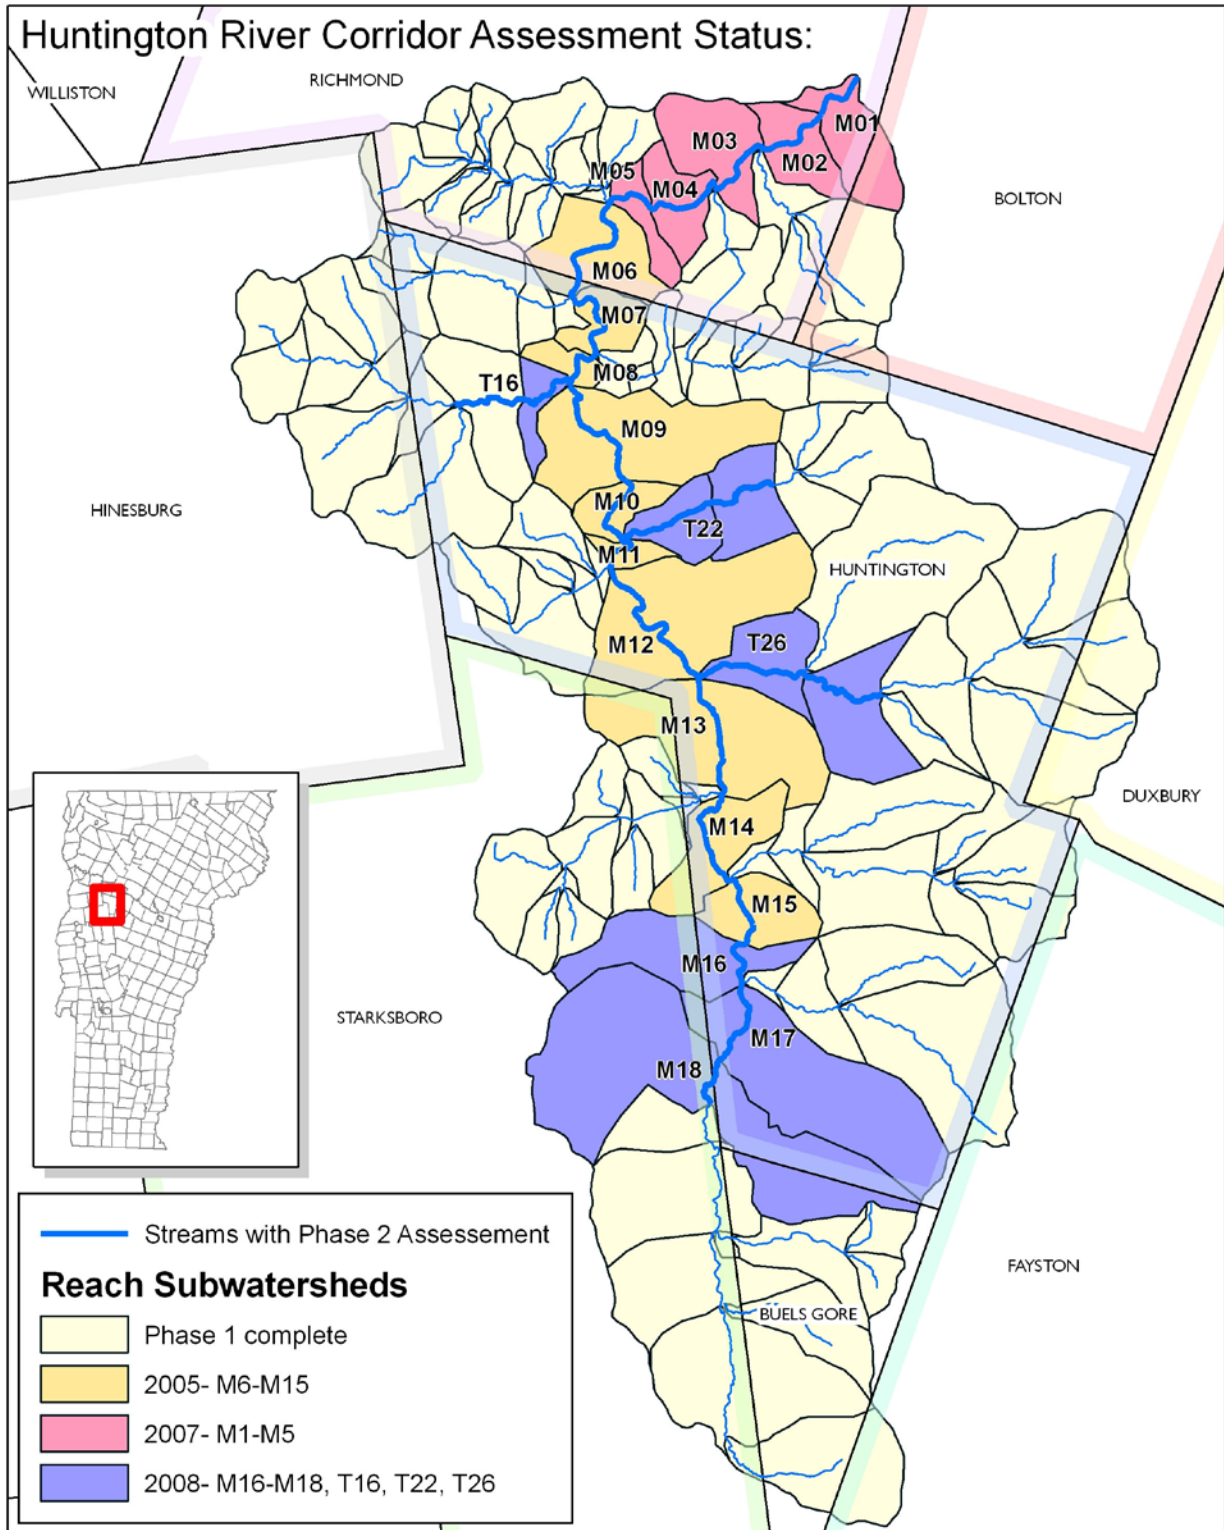 Huntington River Corridor Assessment Status:
RICHMOND
WILLISTON
M01
M03
M02
M05
M04
BOLTON
M06
M07
M08
T16
M09
M10
HINESBURG
T22
M11
HUNTINGTON
M12
T26
M13
DUXBURY
M14
M15
M16
STARKSBORO
M17
M18
Streams with Phase 2 Assessement
FAYSTON
Reach Subwatersheds
BUELS GORE
Phase 1 complete
2005- M6-M15
2007- M1-M5
2008- M16-M18, T16, T22, T26